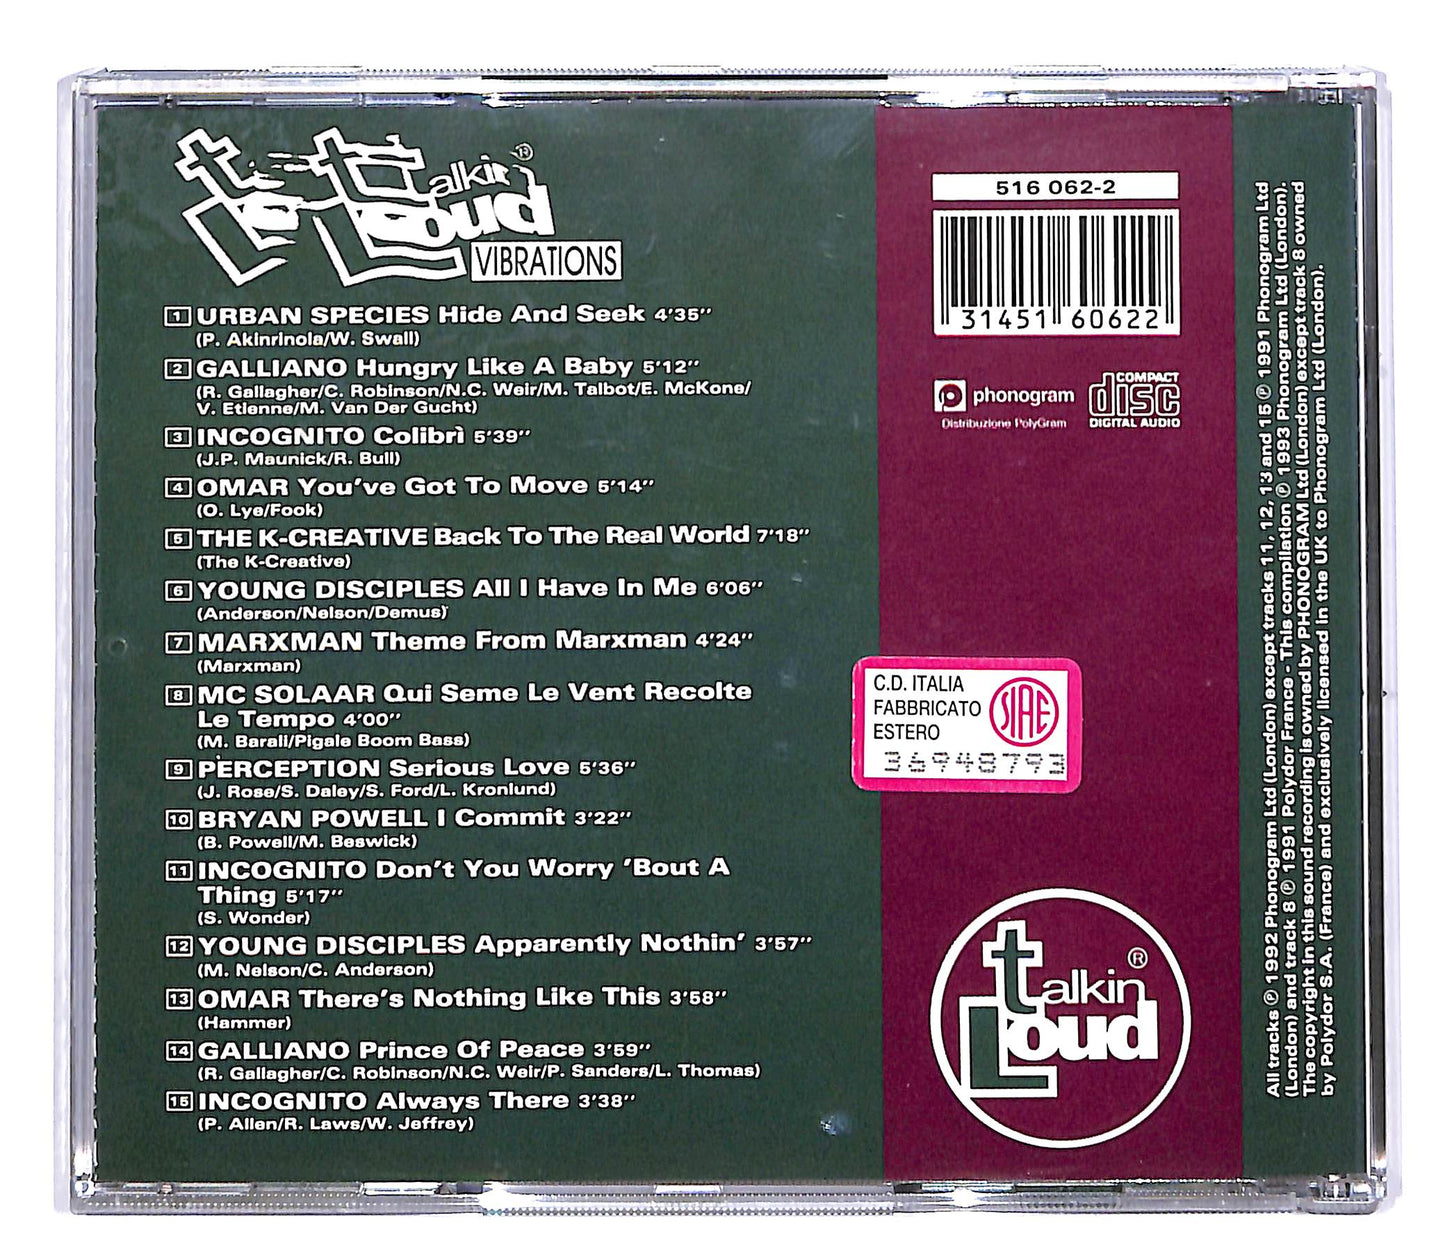 talkin Loud ®
VIBRATIONS
1 URBAN SPECIES Hide And Seek 4'35"
(P. Akinrinola/W. Swall)
2 GALLIANO Hungry Like A Baby 5'12"
(R. Gallagher/C. Robinson/N.C. Weir/M. Talbot/E. McKone/
V. Etienne/M. Van Der Gucht)
3 INCOGNITO Colibrì 5'39"
(J.P. Maunick/R. Bull)
4 OMAR You've Got To Move 5'14"
(O. Lye/Fook)
5 THE K-CREATIVE Back To The Real World 7'18"
(The K-Creative)
6 YOUNG DISCIPLES All I Have In Me 6'06"
(Anderson/Nelson/Demus)
7 MARXMAN Theme From Marxman 4'24"
(Marxman)
8 MC SOLAAR Qui Seme Le Vent Recolte
Le Tempo 4'00"
(M. Barali/Pigale Boom Bass)
9 PERCEPTION Serious Love 5'36"
(J. Rose/S. Daley/S. Ford/L. Kronlund)
10 BRYAN POWELL I Commit 3'22"
(B. Powell/M. Beswick)
11 INCOGNITO Don't You Worry 'Bout A
Thing 5'17"
(S. Wonder)
12 YOUNG DISCIPLES Apparently Nothin' 3'57"
(M. Nelson/C. Anderson)
13 OMAR There's Nothing Like This 3'58"
(Hammer)
14 GALLIANO Prince Of Peace 3'59"
(R. Gallagher/C. Robinson/N.C. Weir/P. Sanders/L. Thomas)
15 INCOGNITO Always There 3'38"
(P. Allen/R. Laws/W. Jeffrey)
516 062-2
31451 60622
phonogram
Distribuzione PolyGram
COMPACT
disc
DIGITAL AUDIO
C.D. ITALIA
FABBRICATO
ESTERO
SIAE
36948793
talkin ®
Loud
All tracks ℗ 1992 Phonogram Ltd (London) except tracks 11, 12, 13 and 15 ℗ 1991 Phonogram Ltd
(London) and track 8 ℗ 1991 Polydor France - This compilation ℗ 1993 Phonogram Ltd (London).
The copyright in this sound recording is owned by PHONOGRAM Ltd (London) except track 8 owned
by Polydor S.A. (France) and exclusively licensed in the UK to Phonogram Ltd (London).